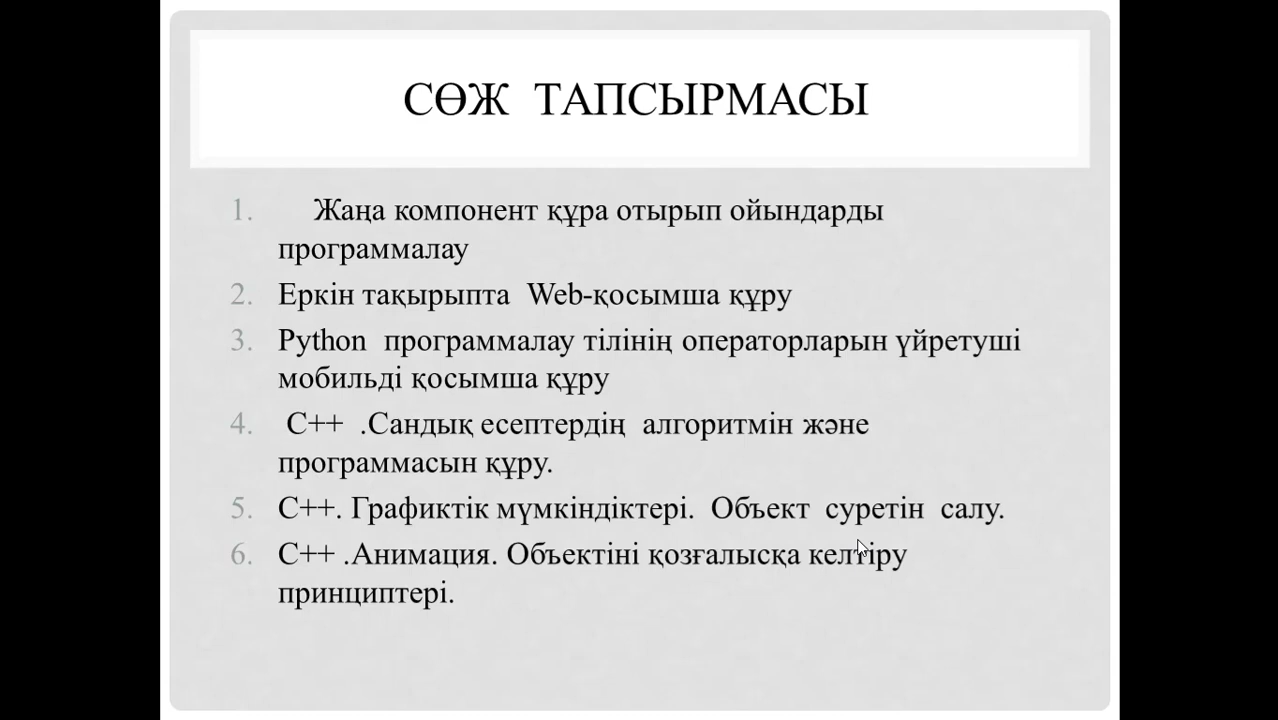 СӨЖ ТАПСЫРМАСЫ
1. Жаңа компонент құра отырып ойындарды
программалау
2. Еркін тақырыпта Web-қосымша құру
3. Python программалау тілінің операторларын үйретуші
мобильді қосымша құру
4. С++ .Сандық есептердің алгоритмін және
программасын құру.
5. С++. Графиктік мүмкіндіктері. Объект суретін салу.
6. С++ .Анимация. Объектіні қозғалысқа келтіру
принциптері.